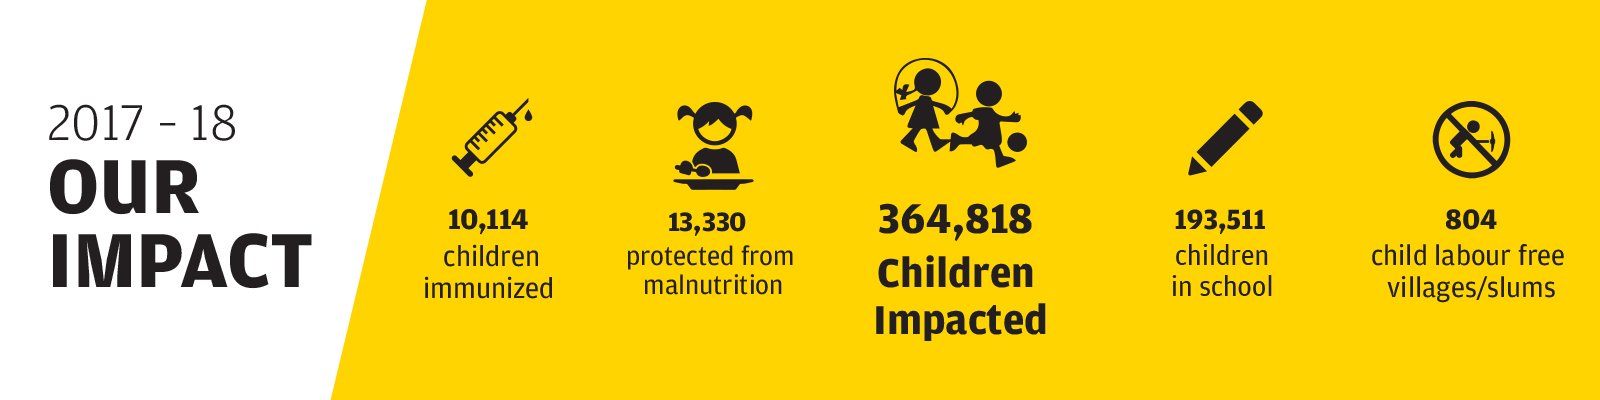 2017 - 18
OUR
IMPACT
10,114
children
immunized
13,330
protected from
malnutrition
364,818
Children
Impacted
193,511
children
in school
804
child labour free
villages/slums